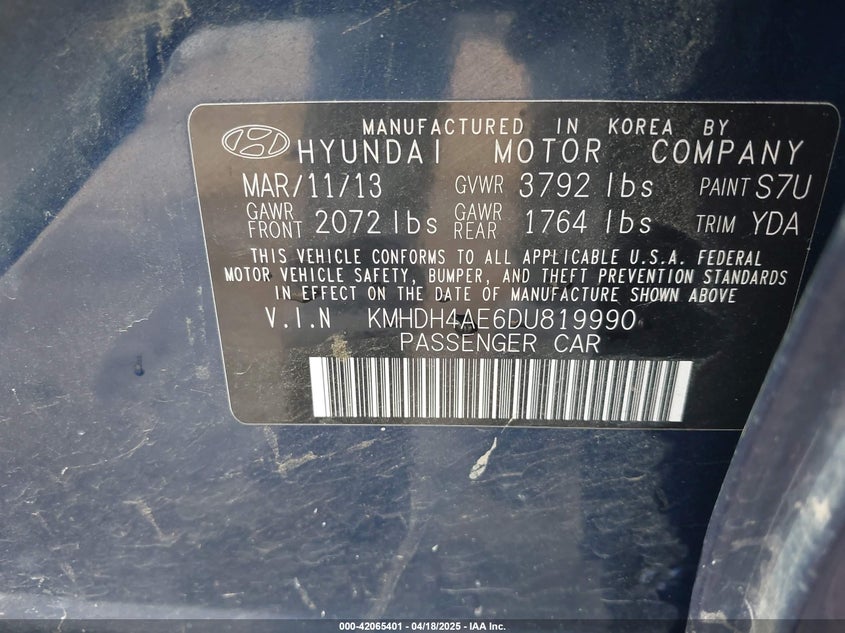 MANUFACTURED IN KOREA BY
HYUNDAI MOTOR COMPANY
MAR/11/13 GVWR 3792 lbs PAINT S7U
GAWR FRONT 2072 lbs GAWR REAR 1764 lbs TRIM YDA
THIS VEHICLE CONFORMS TO ALL APPLICABLE U.S.A. FEDERAL
MOTOR VEHICLE SAFETY, BUMPER, AND THEFT PREVENTION STANDARDS
IN EFFECT ON THE DATE OF MANUFACTURE SHOWN ABOVE
V.I.N KMHDH4AE6DU819990
PASSENGER CAR
000-42065401 - 04/18/2025 - IAA Inc.